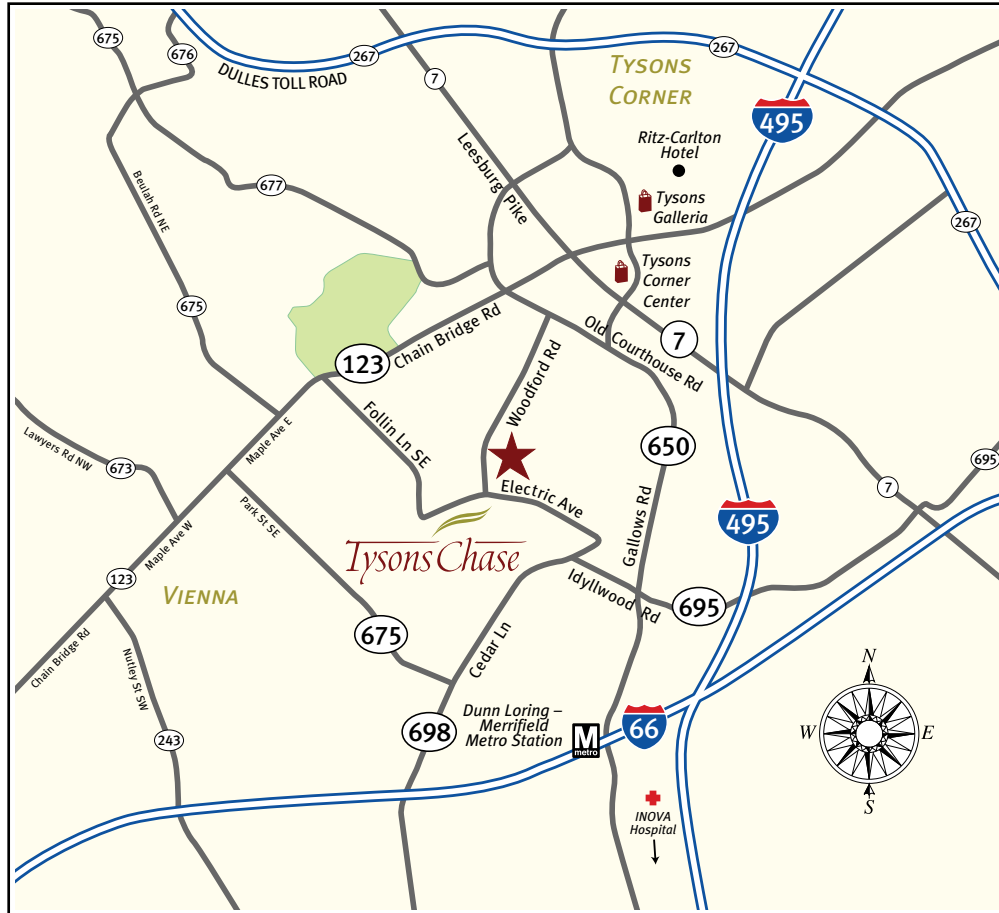 675
676
267
DULLES TOLL ROAD
7
267
TYSONS
CORNER
495
Ritz-Carlton
Hotel
Leesburg Pike
Beulah Rd NE
677
Tysons
Galleria
267
Tysons
Corner
Center
675
123
Chain Bridge Rd
Old Courthouse Rd
7
Woodford Rd
Follin Ln SE
Maple Ave E
650
Lawyers Rd NW
673
695
7
Electric Ave
Park St SE
Gallows Rd
495
Maple Ave W
Tysons Chase
123
VIENNA
Idyllwood Rd
695
675
Cedar Ln
Chain Bridge Rd
Nutley St SW
243
698
Dunn Loring –
Merrifield
Metro Station
M
metro
66
N
W
E
S
INOVA
Hospital